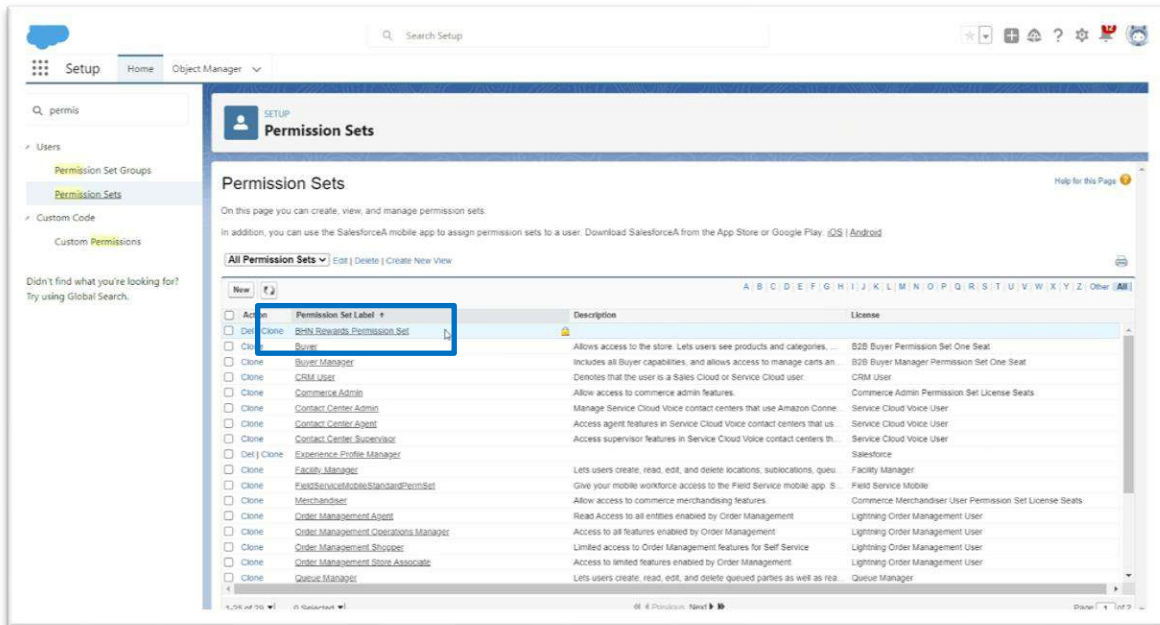 Search Setup
12
Setup Home Object Manager
permis
Users
Permission Set Groups
Permission Sets
Custom Code
Custom Permissions
Didn't find what you're looking for?
Try using Global Search.
SETUP
Permission Sets
Permission Sets
Help for this Page
On this page you can create, view, and manage permission sets.
In addition, you can use the SalesforceA mobile app to assign permission sets to a user. Download SalesforceA from the App Store or Google Play: iOS | Android
All Permission Sets Edit | Delete | Create New View
New A B C D E F G H I J K L M N O P Q R S T U V W X Y Z Other All
Action Permission Set Label Description License
Del Clone BHN Rewards Permission Set
Clone Buyer Allows access to the store. Lets users see products and categories, ... B2B Buyer Permission Set One Seat
Clone Buyer Manager Includes all Buyer capabilities, and allows access to manage carts an... B2B Buyer Manager Permission Set One Seat
Clone CRM User Denotes that the user is a Sales Cloud or Service Cloud user. CRM User
Clone Commerce Admin Allow access to commerce admin features. Commerce Admin Permission Set License Seats
Clone Contact Center Admin Manage Service Cloud Voice contact centers that use Amazon Conne... Service Cloud Voice User
Clone Contact Center Agent Access agent features in Service Cloud Voice contact centers that us... Service Cloud Voice User
Clone Contact Center Supervisor Access supervisor features in Service Cloud Voice contact centers th... Service Cloud Voice User
Del | Clone Experience Profile Manager Salesforce
Clone Facility Manager Lets users create, read, edit, and delete locations, sublocations, queu... Facility Manager
Clone FieldServiceMobileStandardPermSet Give your mobile workforce access to the Field Service mobile app. S... Field Service Mobile
Clone Merchandiser Allow access to commerce merchandising features. Commerce Merchandiser User Permission Set License Seats
Clone Order Management Agent Read Access to all entities enabled by Order Management Lightning Order Management User
Clone Order Management Operations Manager Access to all features enabled by Order Management Lightning Order Management User
Clone Order Management Shopper Limited access to Order Management features for Self Service Lightning Order Management User
Clone Order Management Store Associate Access to limited features enabled by Order Management Lightning Order Management User
Clone Queue Manager Lets users create, read, edit, and delete queued parties as well as rea... Queue Manager
1-25 of 29 0 Selected Previous Next Page 1 of 2